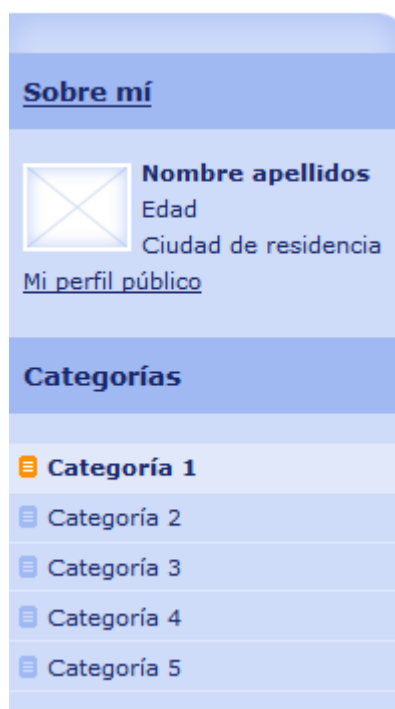 Sobre mí
Nombre apellidos
Edad
Ciudad de residencia
Mi perfil público
Categorías
Categoría 1
Categoría 2
Categoría 3
Categoría 4
Categoría 5